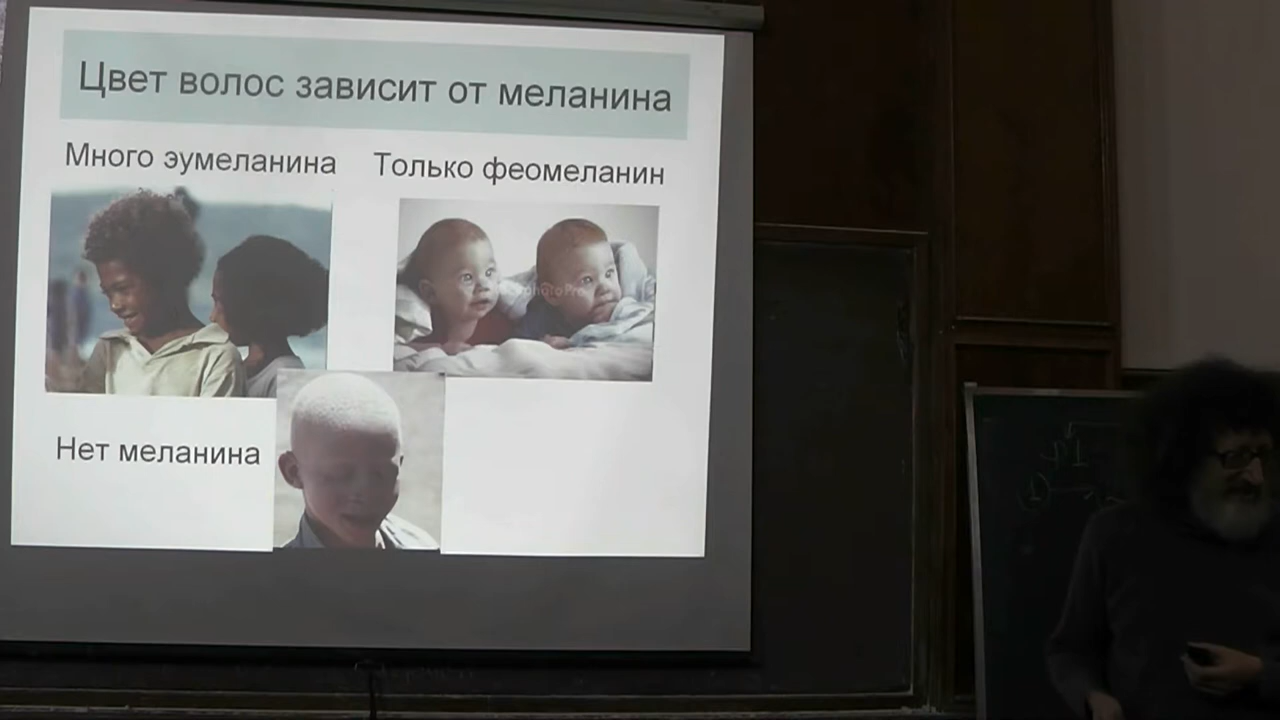 Цвет волос зависит от меланина
Много эумеланина
Только феомеланин
Нет меланина